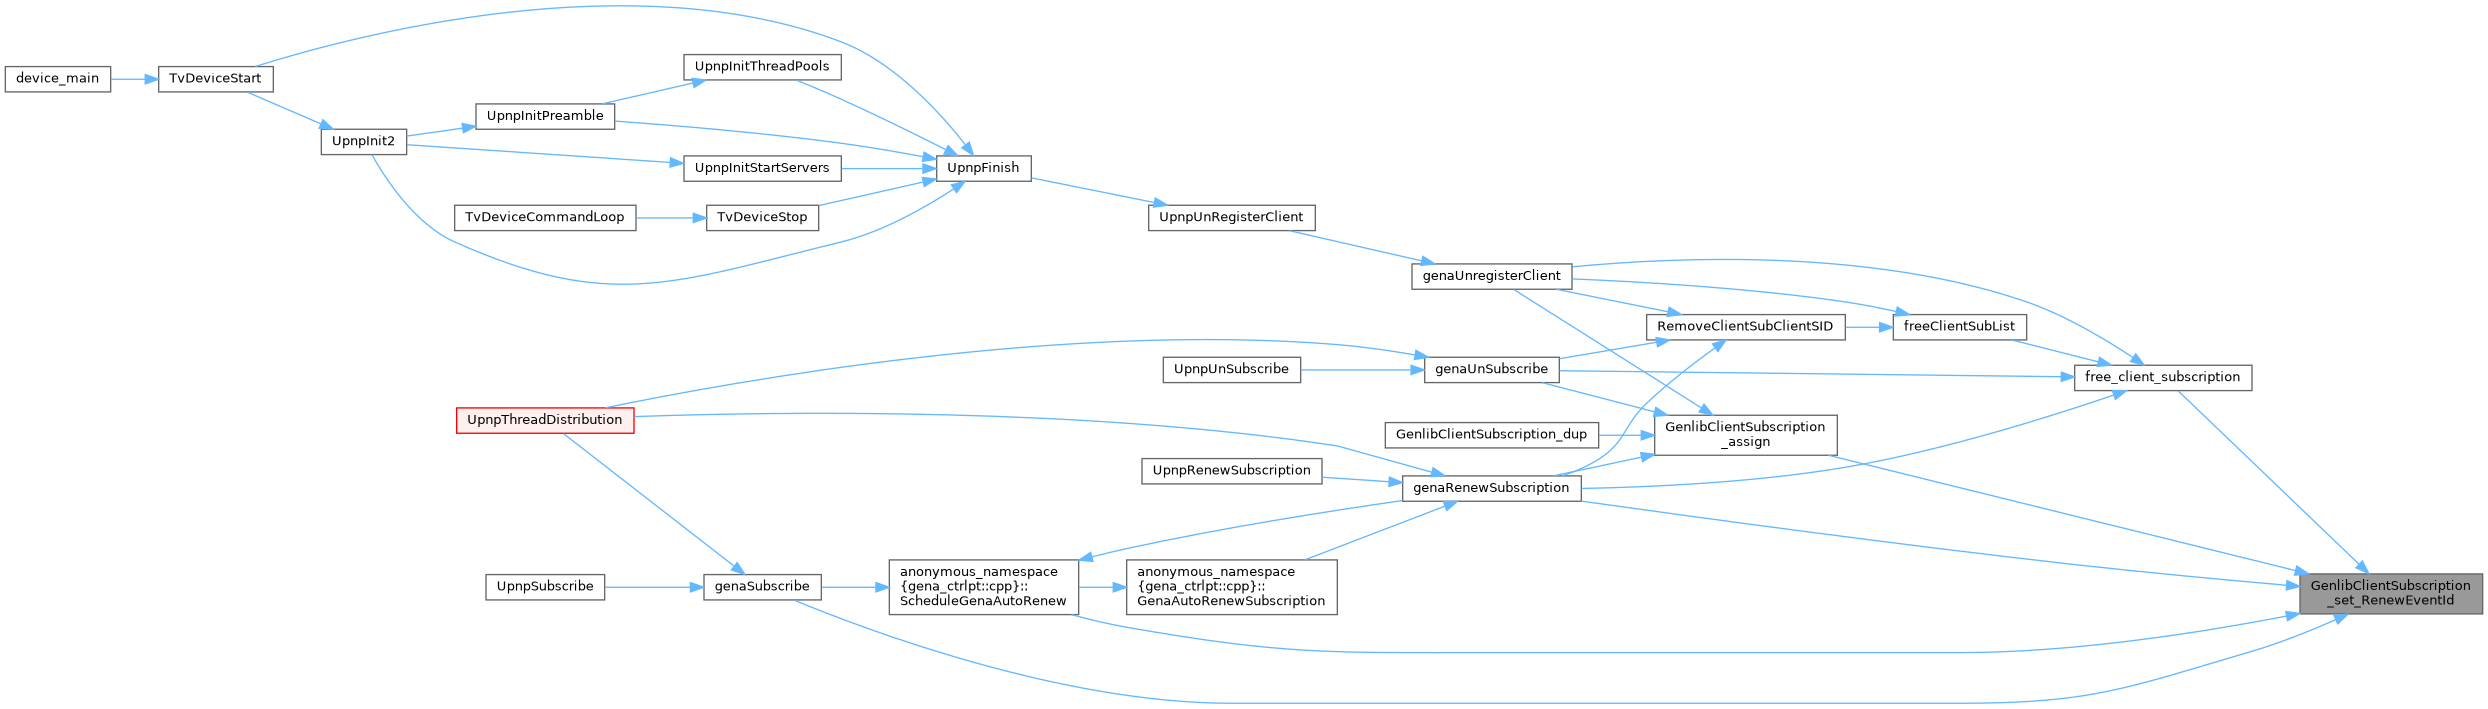 device_main
TvDeviceStart
UpnpInitThreadPools
UpnpInitPreamble
UpnpInit2
UpnpInitStartServers
UpnpFinish
TvDeviceCommandLoop
TvDeviceStop
UpnpUnRegisterClient
genaUnregisterClient
RemoveClientSubClientSID
freeClientSubList
UpnpUnSubscribe
genaUnSubscribe
free_client_subscription
UpnpThreadDistribution
GenlibClientSubscription_dup
GenlibClientSubscription
_assign
UpnpRenewSubscription
genaRenewSubscription
UpnpSubscribe
genaSubscribe
anonymous_namespace
{gena_ctrlpt::cpp}::
ScheduleGenaAutoRenew
anonymous_namespace
{gena_ctrlpt::cpp}::
GenaAutoRenewSubscription
GenlibClientSubscription
_set_RenewEventId